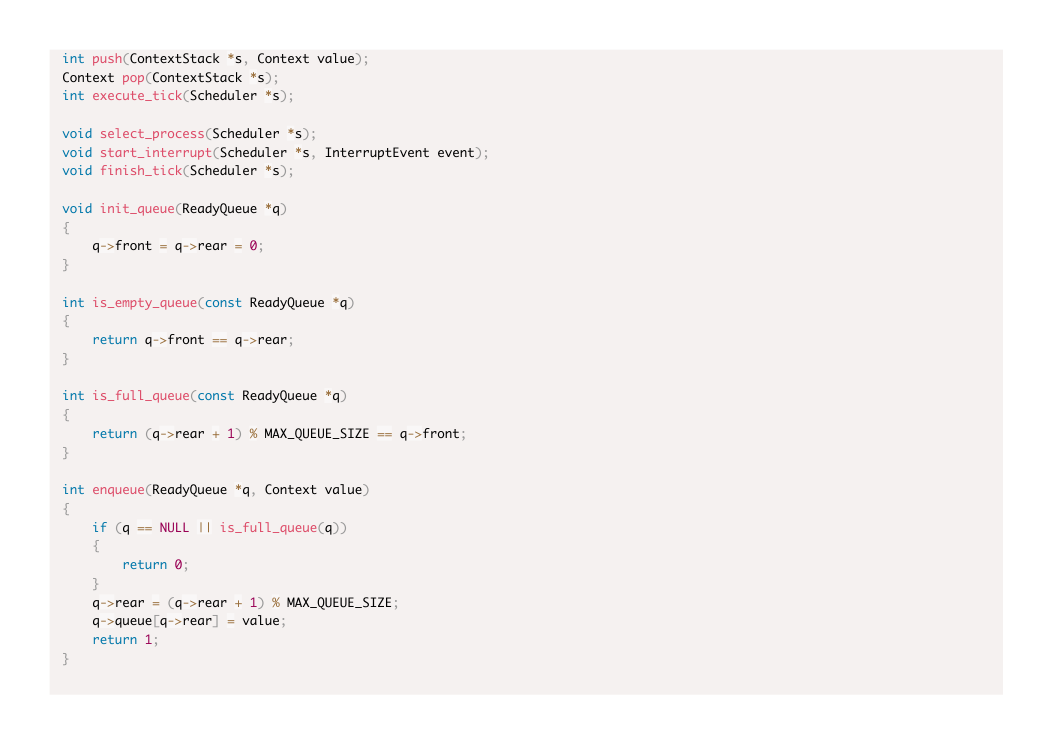 int push(ContextStack *s, Context value);
Context pop(ContextStack *s);
int execute_tick(Scheduler *s);
void select_process(Scheduler *s);
void start_interrupt(Scheduler *s, InterruptEvent event);
void finish_tick(Scheduler *s);
void init_queue(ReadyQueue *q)
{
    q->front = q->rear = 0;
}
int is_empty_queue(const ReadyQueue *q)
{
    return q->front == q->rear;
}
int is_full_queue(const ReadyQueue *q)
{
    return (q->rear + 1) % MAX_QUEUE_SIZE == q->front;
}
int enqueue(ReadyQueue *q, Context value)
{
    if (q == NULL || is_full_queue(q))
    {
        return 0;
    }
    q->rear = (q->rear + 1) % MAX_QUEUE_SIZE;
    q->queue[q->rear] = value;
    return 1;
}